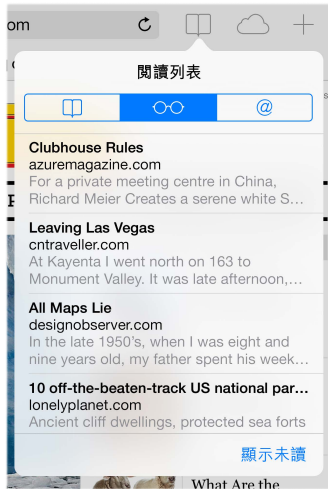 om
閱讀列表
@
Clubhouse Rules
azuremagazine.com
For a private meeting centre in China,
Richard Meier Creates a serene white S…
Leaving Las Vegas
cntraveller.com
At Kayenta I went north on 163 to
Monument Valley. It was late afternoon,…
All Maps Lie
designobserver.com
In the late 1950's, when I was eight and
nine years old, my father spent his week…
10 off-the-beaten-track US national par…
lonelyplanet.com
Ancient cliff dwellings, protected sea forts
顯示未讀
What Are the